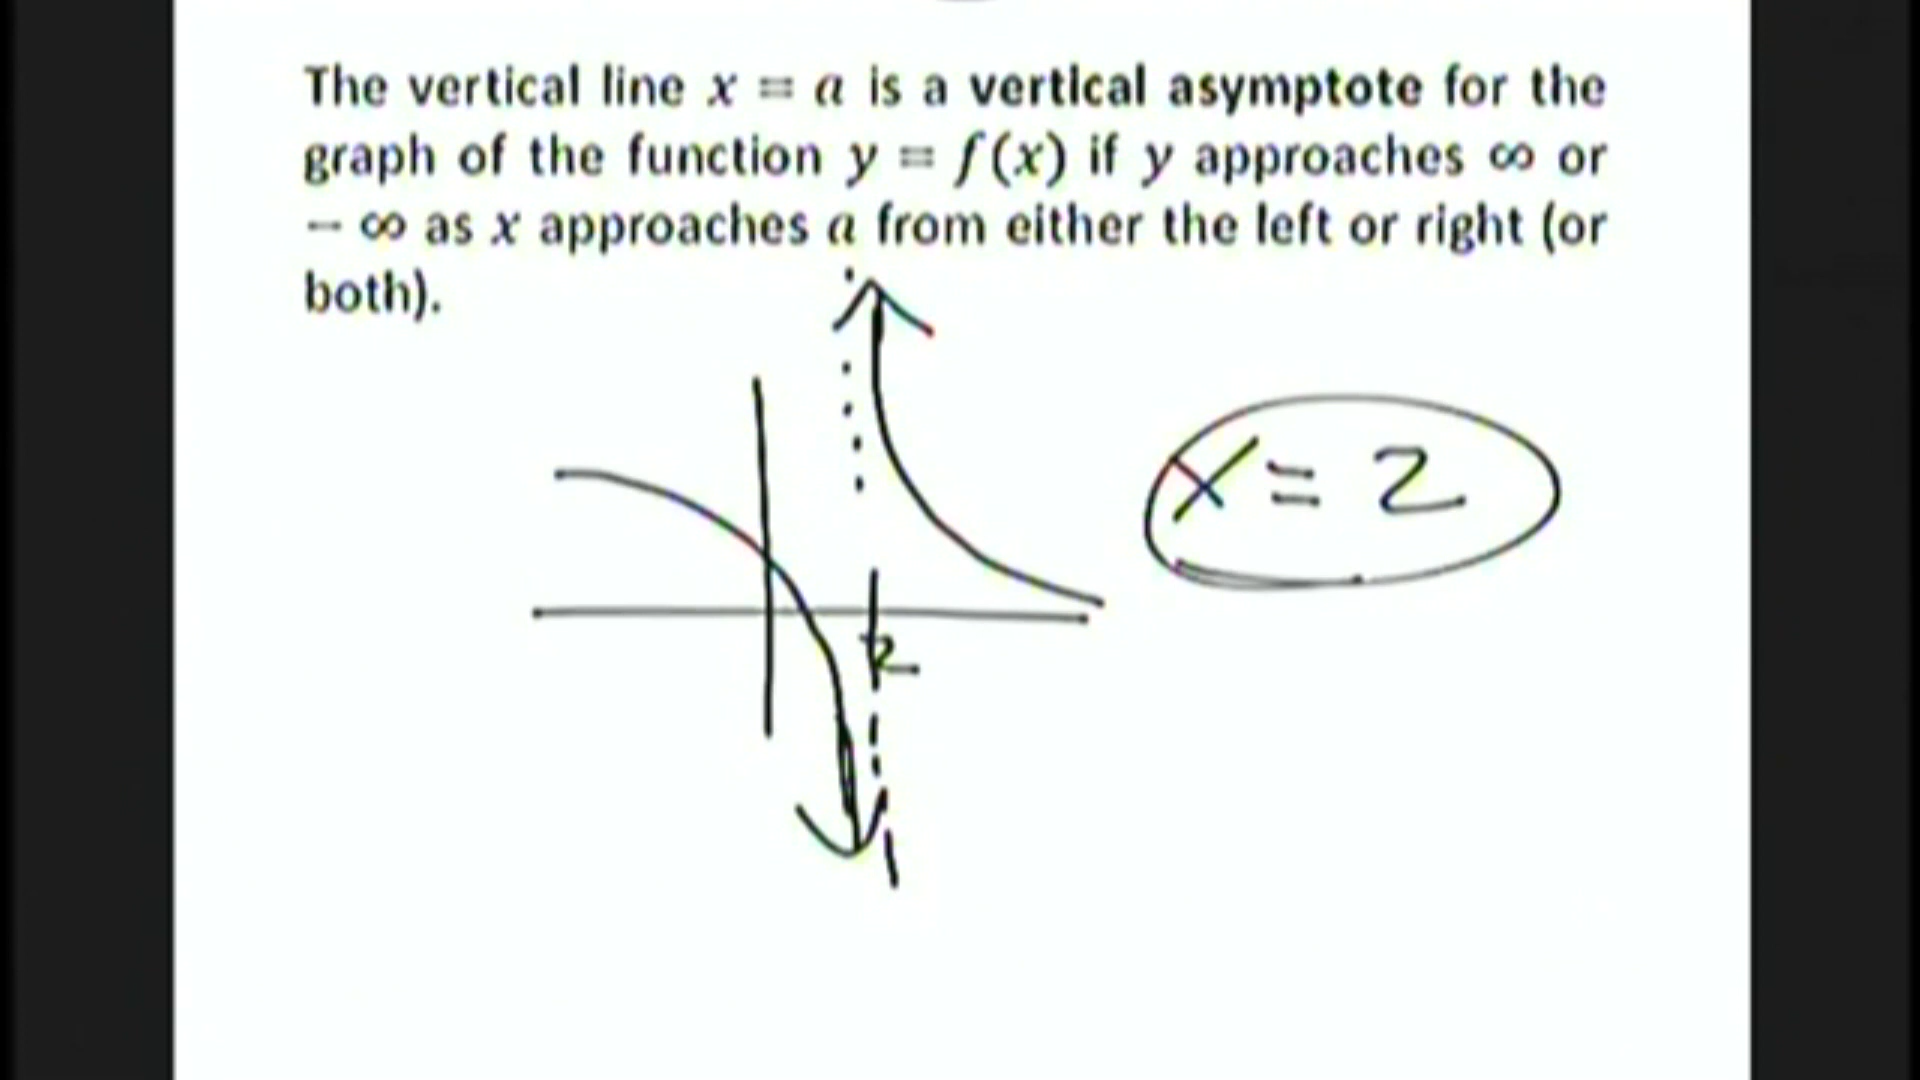 The vertical line x = a is a vertical asymptote for the
graph of the function y = f(x) if y approaches ∞ or
− ∞ as x approaches a from either the left or right (or
both).
x = 2
2